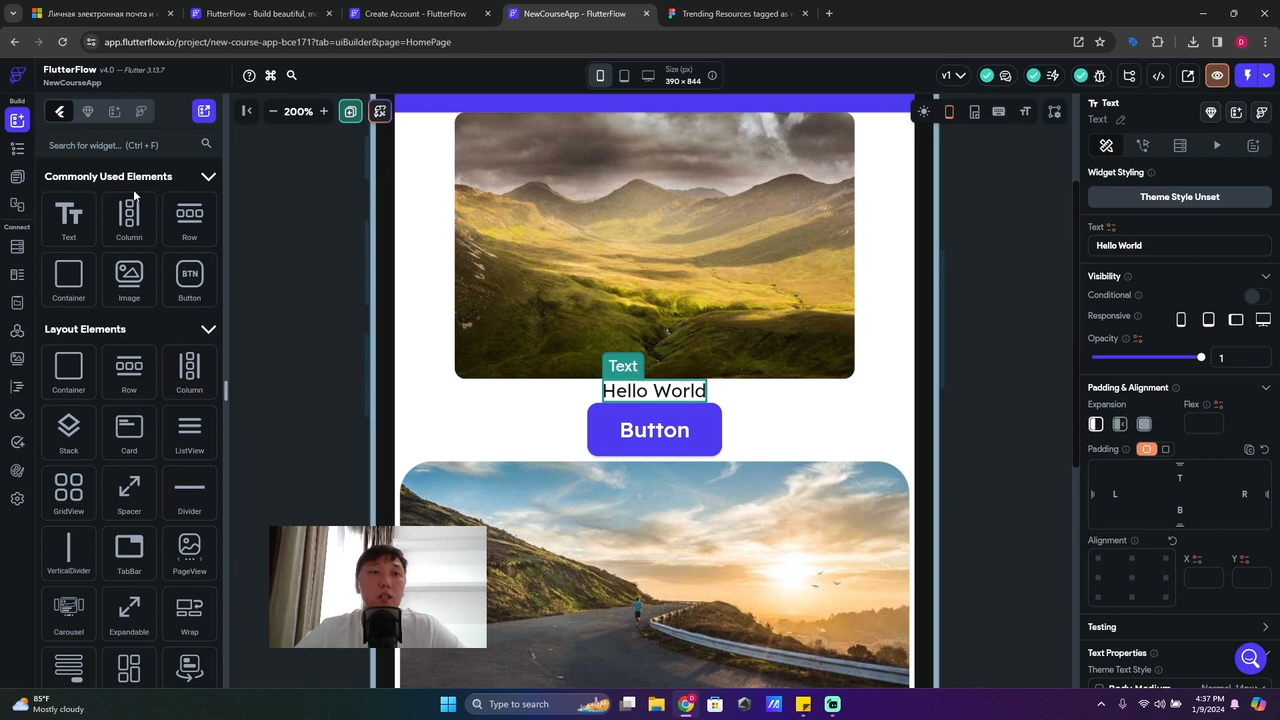 Электронная почта и
FlutterFlow - Build beautiful, m
Create Account - FlutterFlow
NewCourseApp - FlutterFlow
Trending Resources tagged as
app.flutterflow.io/project/new-course-app-bce171?tab=uiBuilder&page=HomePage
D
FlutterFlow v4.0 - Flutter 3.13.7
NewCourseApp
Size (px)
390 × 844
v1
Build
200%
Search for widget... (Ctrl + F)
Commonly Used Elements
Text
Column
Row
BTN
Container
Image
Button
Connect
Layout Elements
Container
Row
Column
Stack
Card
ListView
GridView
Spacer
Divider
VerticalDivider
TabBar
PageView
Carousel
Expandable
Wrap
Text
Hello World
Button
Text
Text
Widget Styling
Theme Style Unset
Text
Hello World
Visibility
Conditional
Responsive
Opacity
1
Padding & Alignment
Expansion
Flex
Padding
T
L
R
B
Alignment
X
Y
Testing
Text Properties
Theme Text Style
Body Medium
Normal, 14px
85°F
Mostly cloudy
Type to search
4:37 PM
1/9/2024